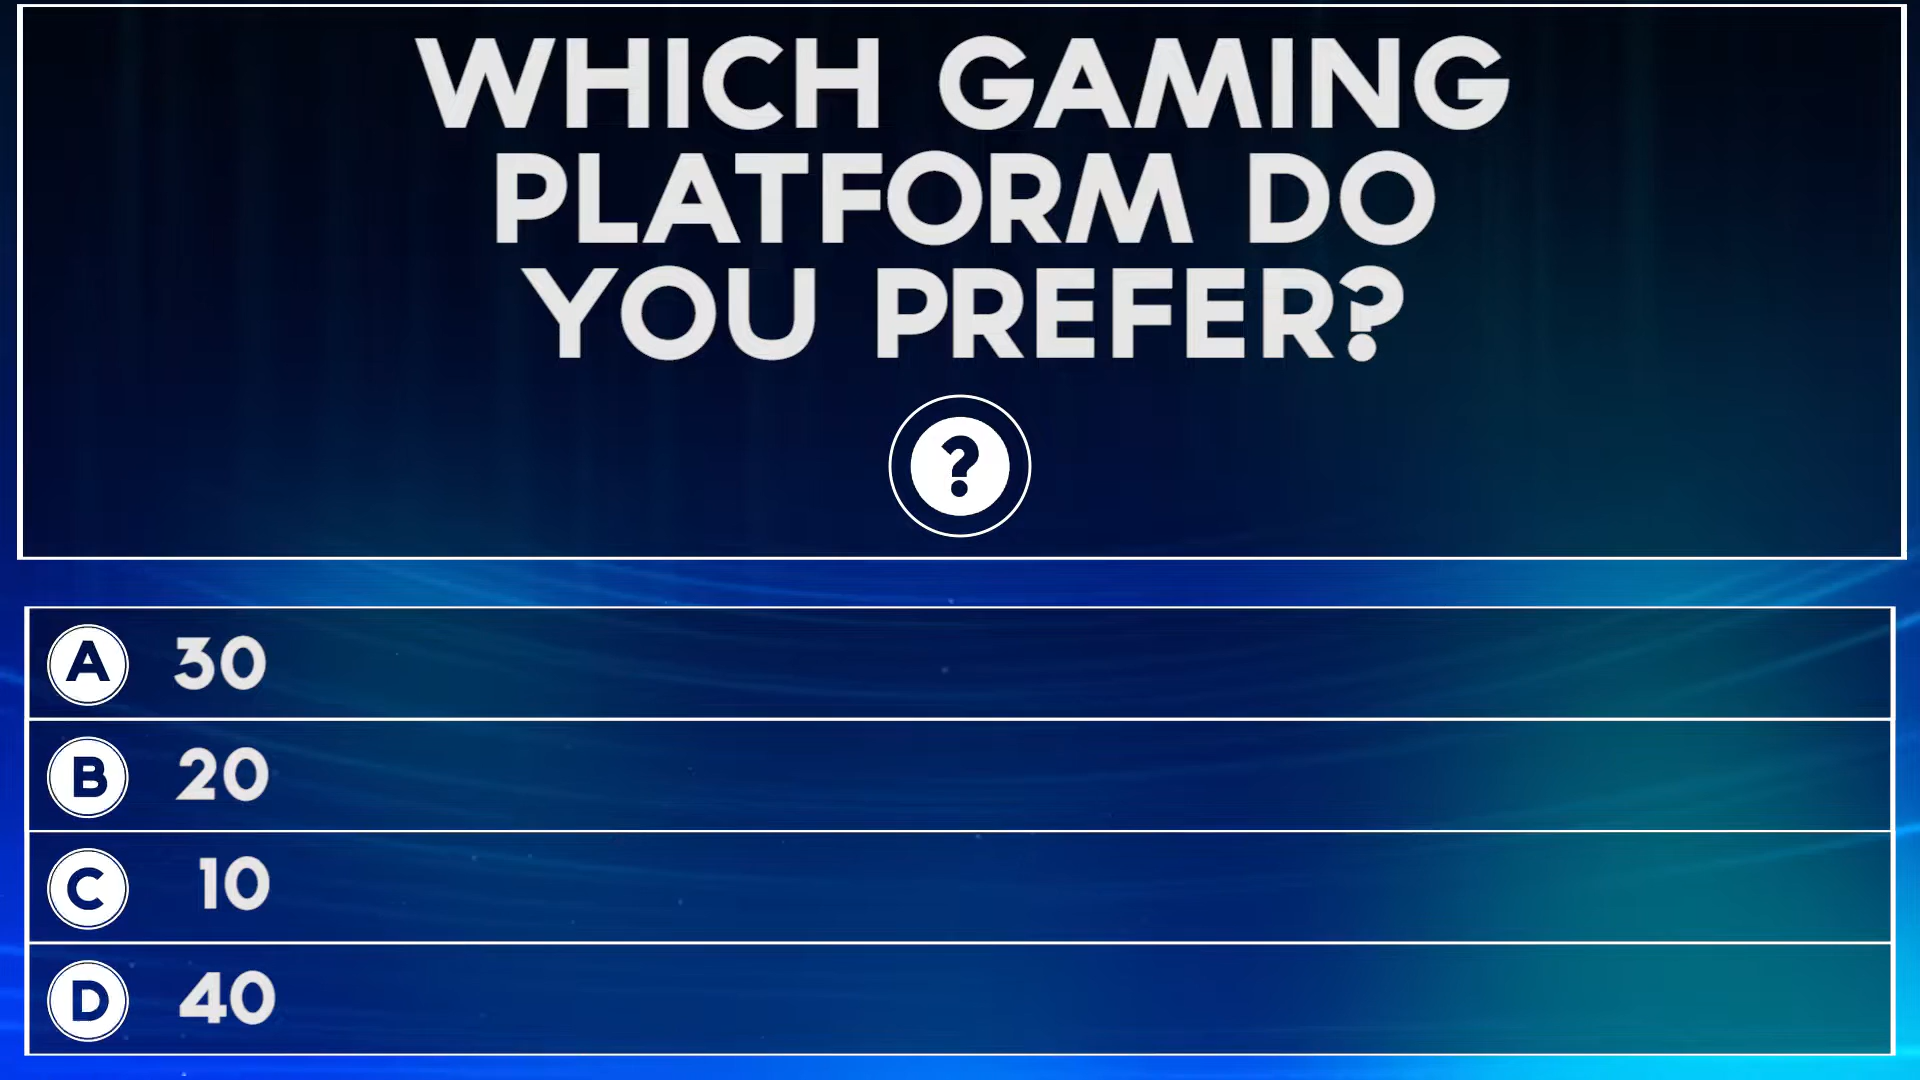 WHICH GAMING
PLATFORM DO
YOU PREFER?
?
A 30
B 20
C 10
D 40